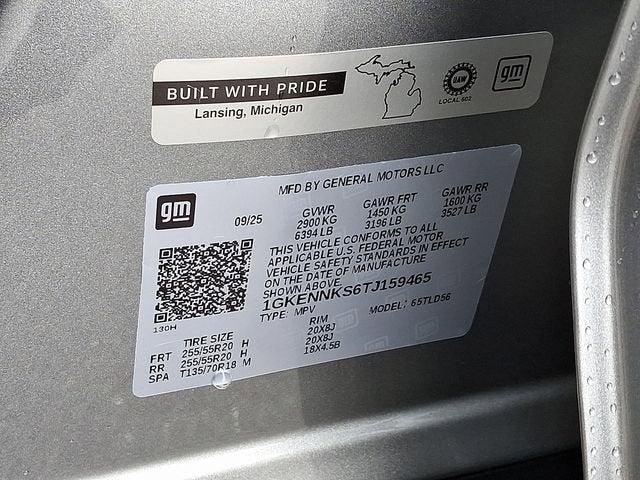 BUILT WITH PRIDE
Lansing, Michigan
UAW
LOCAL 602
gm
gm
MFD BY GENERAL MOTORS LLC
09/25
GVWR GAWR FRT GAWR RR
2900 KG 1450 KG 1600 KG
6394 LB 3196 LB 3527 LB
THIS VEHICLE CONFORMS TO ALL
APPLICABLE U.S. FEDERAL MOTOR
VEHICLE SAFETY STANDARDS IN EFFECT
ON THE DATE OF MANUFACTURE
SHOWN ABOVE.
1GKENNKS6TJ159465
TYPE: MPV MODEL: 65TLD56
130H
TIRE SIZE RIM
FRT 255/55R20 H 20X8J
RR 255/55R20 H 20X8J
SPA T135/70R18 M 18X4.5B